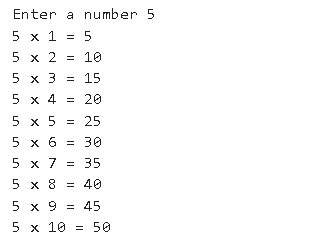 Enter a number 5
5 x 1 = 5
5 x 2 = 10
5 x 3 = 15
5 x 4 = 20
5 x 5 = 25
5 x 6 = 30
5 x 7 = 35
5 x 8 = 40
5 x 9 = 45
5 x 10 = 50